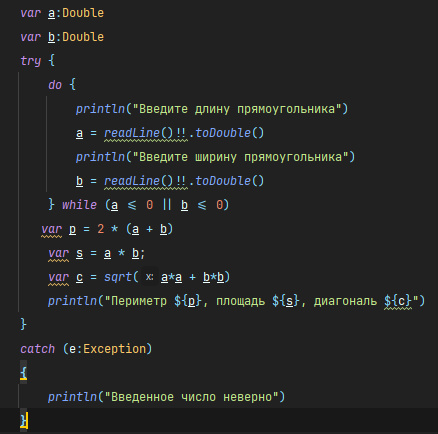 var a:Double
var b:Double
try {
do {
println("Введите длину прямоугольника")
a = readLine()!!.toDouble()
println("Введите ширину прямоугольника")
b = readLine()!!.toDouble()
} while (a <= 0 || b <= 0)
var p = 2 * (a + b)
var s = a * b;
var c = sqrt( x: a*a + b*b)
println("Периметр ${p}, площадь ${s}, диагональ ${c}")
}
catch (e:Exception)
{
println("Введенное число неверно")
}